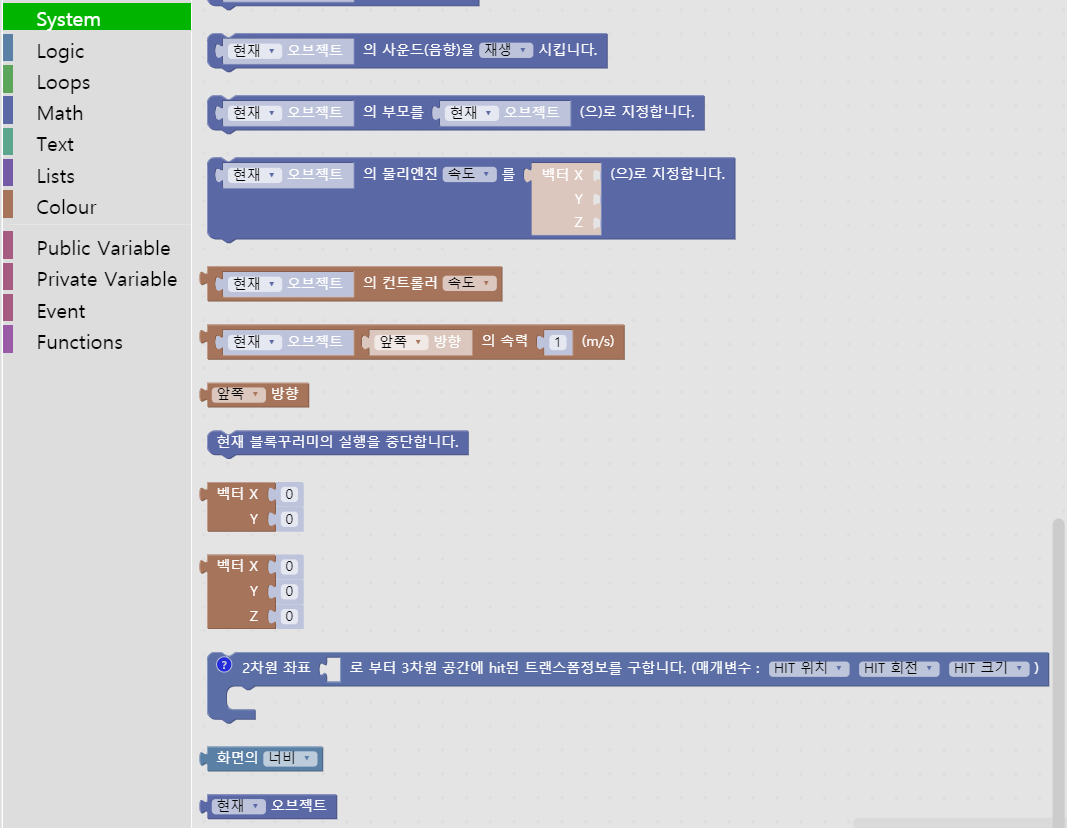 System
Logic
Loops
Math
Text
Lists
Colour
Public Variable
Private Variable
Event
Functions
현재 오브젝트 의 사운드(음향)을 재생 시킵니다.
현재 오브젝트 의 부모를 현재 오브젝트 (으)로 지정합니다.
현재 오브젝트 의 물리엔진 속도 를 벡터 X (으)로 지정합니다.
Y
Z
현재 오브젝트 의 컨트롤러 속도
현재 오브젝트 앞쪽 방향 의 속력 1 (m/s)
앞쪽 방향
현재 블록꾸러미의 실행을 중단합니다.
벡터 X 0
Y 0
벡터 X 0
Y 0
Z 0
? 2차원 좌표 로 부터 3차원 공간에 hit된 트랜스폼정보를 구합니다. (매개변수 : HIT 위치 HIT 회전 HIT 크기 )
화면의 너비
현재 오브젝트